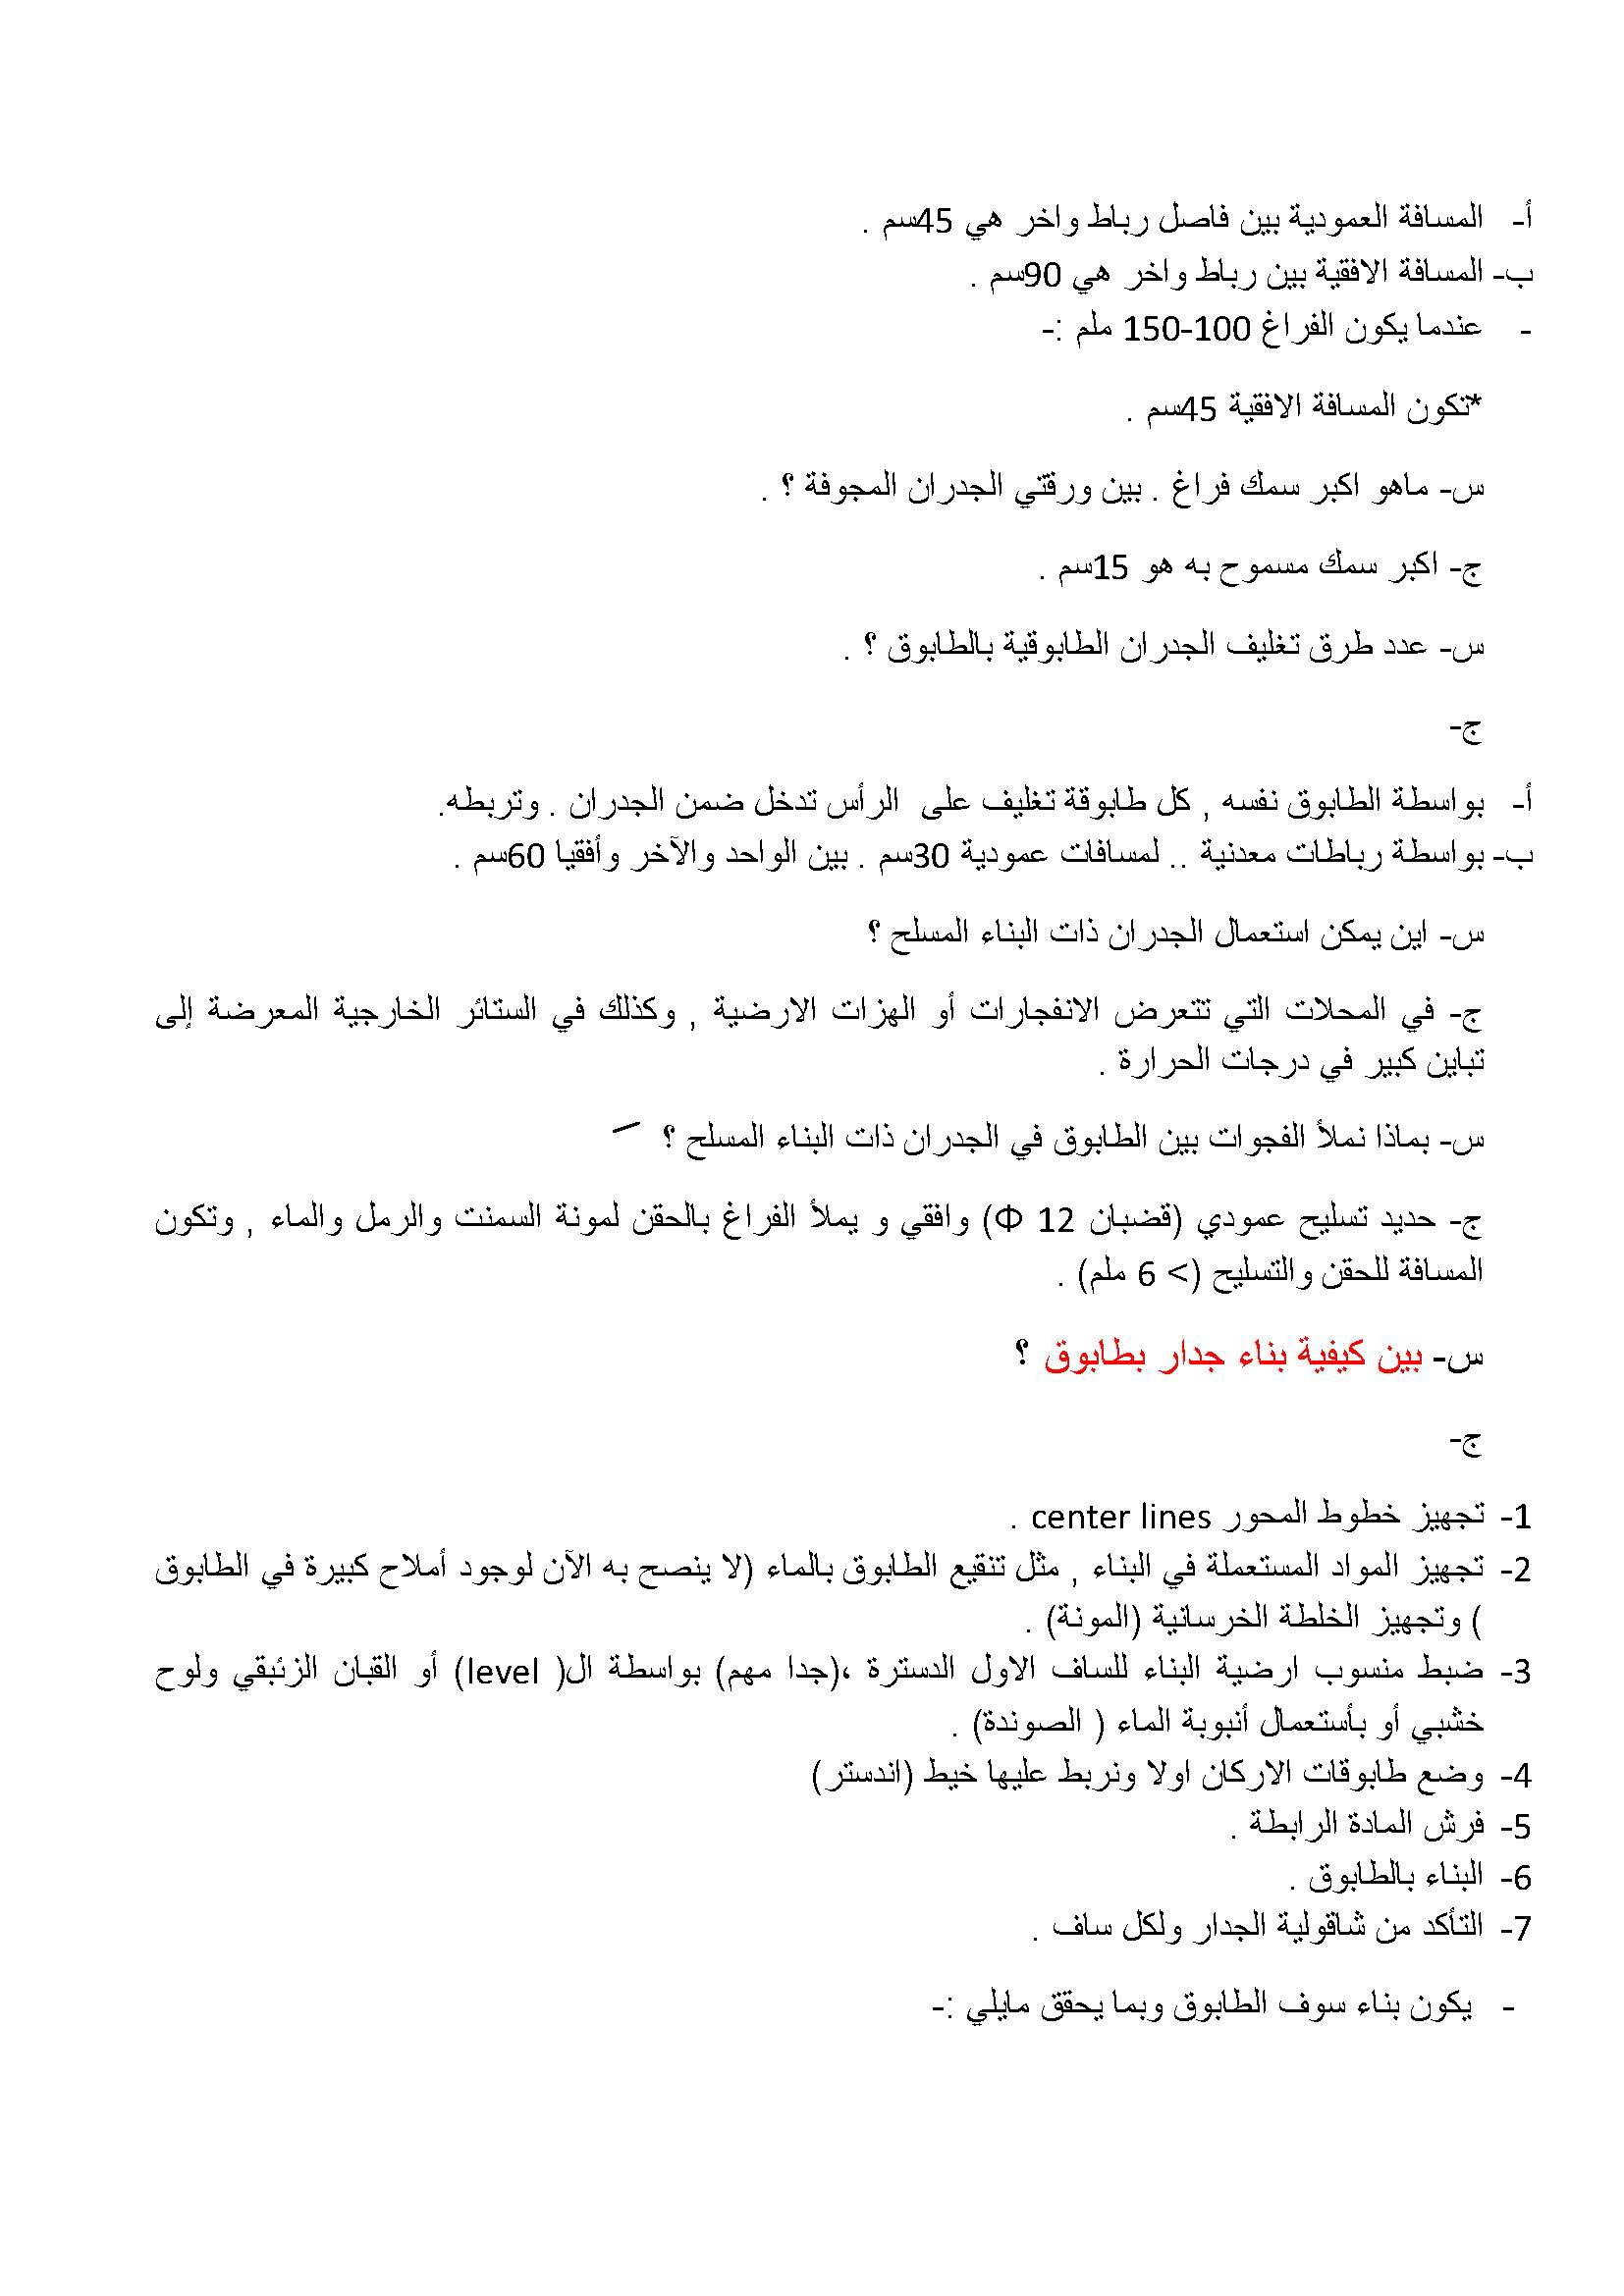 أ- المسافة العمودية بين فاصل رباط واخر هي 45سم .
ب- المسافة الافقية بين رباط واخر هي 90سم .
- عندما يكون الفراغ 100-150 ملم :-
*تكون المسافة الافقية 45سم .
س- ماهو اكبر سمك فراغ . بين ورقتي الجدران المجوفة ؟ .
ج- اكبر سمك مسموح به هو 15سم .
س- عدد طرق تغليف الجدران الطابوقية بالطابوق ؟ .
ج-
أ- بواسطة الطابوق نفسه , كل طابوقة تغليف على الرأس تدخل ضمن الجدران . وتربطه.
ب- بواسطة رباطات معدنية .. لمسافات عمودية 30سم . بين الواحد والآخر وأفقيا 60سم .
س- اين يمكن استعمال الجدران ذات البناء المسلح ؟
ج- في المحلات التي تتعرض الانفجارات أو الهزات الارضية , وكذلك في الستائر الخارجية المعرضة إلى
تباين كبير في درجات الحرارة .
س- بماذا نملأ الفجوات بين الطابوق في الجدران ذات البناء المسلح ؟
ج- حديد تسليح عمودي (قضبان 12 Φ) وافقي و يملأ الفراغ بالحقن لمونة السمنت والرمل والماء , وتكون
المسافة للحقن والتسليح (> 6 ملم) .
س- بين كيفية بناء جدار بطابوق ؟
ج-
1- تجهيز خطوط المحور center lines .
2- تجهيز المواد المستعملة في البناء , مثل تنقيع الطابوق بالماء (لا ينصح به الآن لوجود أملاح كبيرة في الطابوق
) وتجهيز الخلطة الخرسانية (المونة) .
3- ضبط منسوب ارضية البناء للساف الاول الدسترة ،(جدا مهم) بواسطة ال( level) أو القبان الزئبقي ولوح
خشبي أو بأستعمال أنبوبة الماء ( الصوندة) .
4- وضع طابوقات الاركان اولا ونربط عليها خيط (اندستر)
5- فرش المادة الرابطة .
6- البناء بالطابوق .
7- التأكد من شاقولية الجدار ولكل ساف .
- يكون بناء سوف الطابوق وبما يحقق مايلي :-